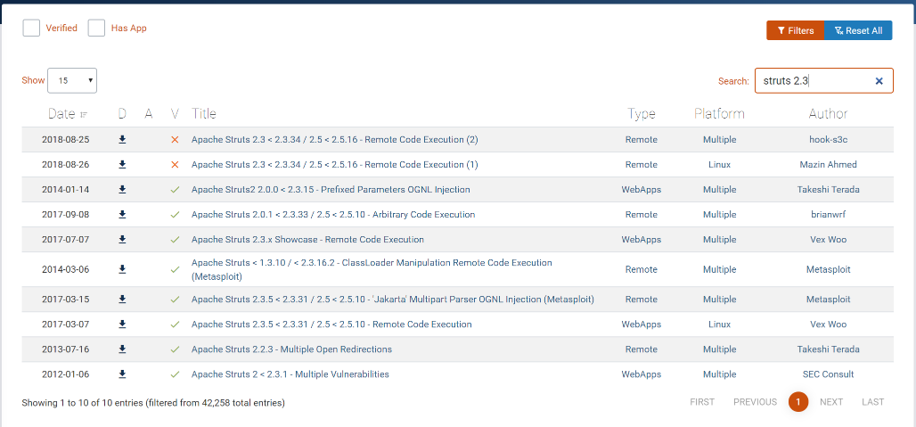 Verified Has App
Filters Reset All
Show 15 Search: struts 2.3
Date D A V Title Type Platform Author
2018-08-25 Apache Struts 2.3 < 2.3.34 / 2.5 < 2.5.16 - Remote Code Execution (2) Remote Multiple hook-s3c
2018-08-26 Apache Struts 2.3 < 2.3.34 / 2.5 < 2.5.16 - Remote Code Execution (1) Remote Linux Mazin Ahmed
2014-01-14 Apache Struts2 2.0.0 < 2.3.15 - Prefixed Parameters OGNL Injection WebApps Multiple Takeshi Terada
2017-09-08 Apache Struts 2.0.1 < 2.3.33 / 2.5 < 2.5.10 - Arbitrary Code Execution Remote Multiple brianwrf
2017-07-07 Apache Struts 2.3.x Showcase - Remote Code Execution WebApps Multiple Vex Woo
2014-03-06 Apache Struts < 1.3.10 / < 2.3.16.2 - ClassLoader Manipulation Remote Code Execution
(Metasploit) Remote Multiple Metasploit
2017-03-15 Apache Struts 2.3.5 < 2.3.31 / 2.5 < 2.5.10 - 'Jakarta' Multipart Parser OGNL Injection (Metasploit) Remote Multiple Metasploit
2017-03-07 Apache Struts 2.3.5 < 2.3.31 / 2.5 < 2.5.10 - Remote Code Execution WebApps Linux Vex Woo
2013-07-16 Apache Struts 2.2.3 - Multiple Open Redirections Remote Multiple Takeshi Terada
2012-01-06 Apache Struts 2 < 2.3.1 - Multiple Vulnerabilities WebApps Multiple SEC Consult
Showing 1 to 10 of 10 entries (filtered from 42,258 total entries) FIRST PREVIOUS 1 NEXT LAST